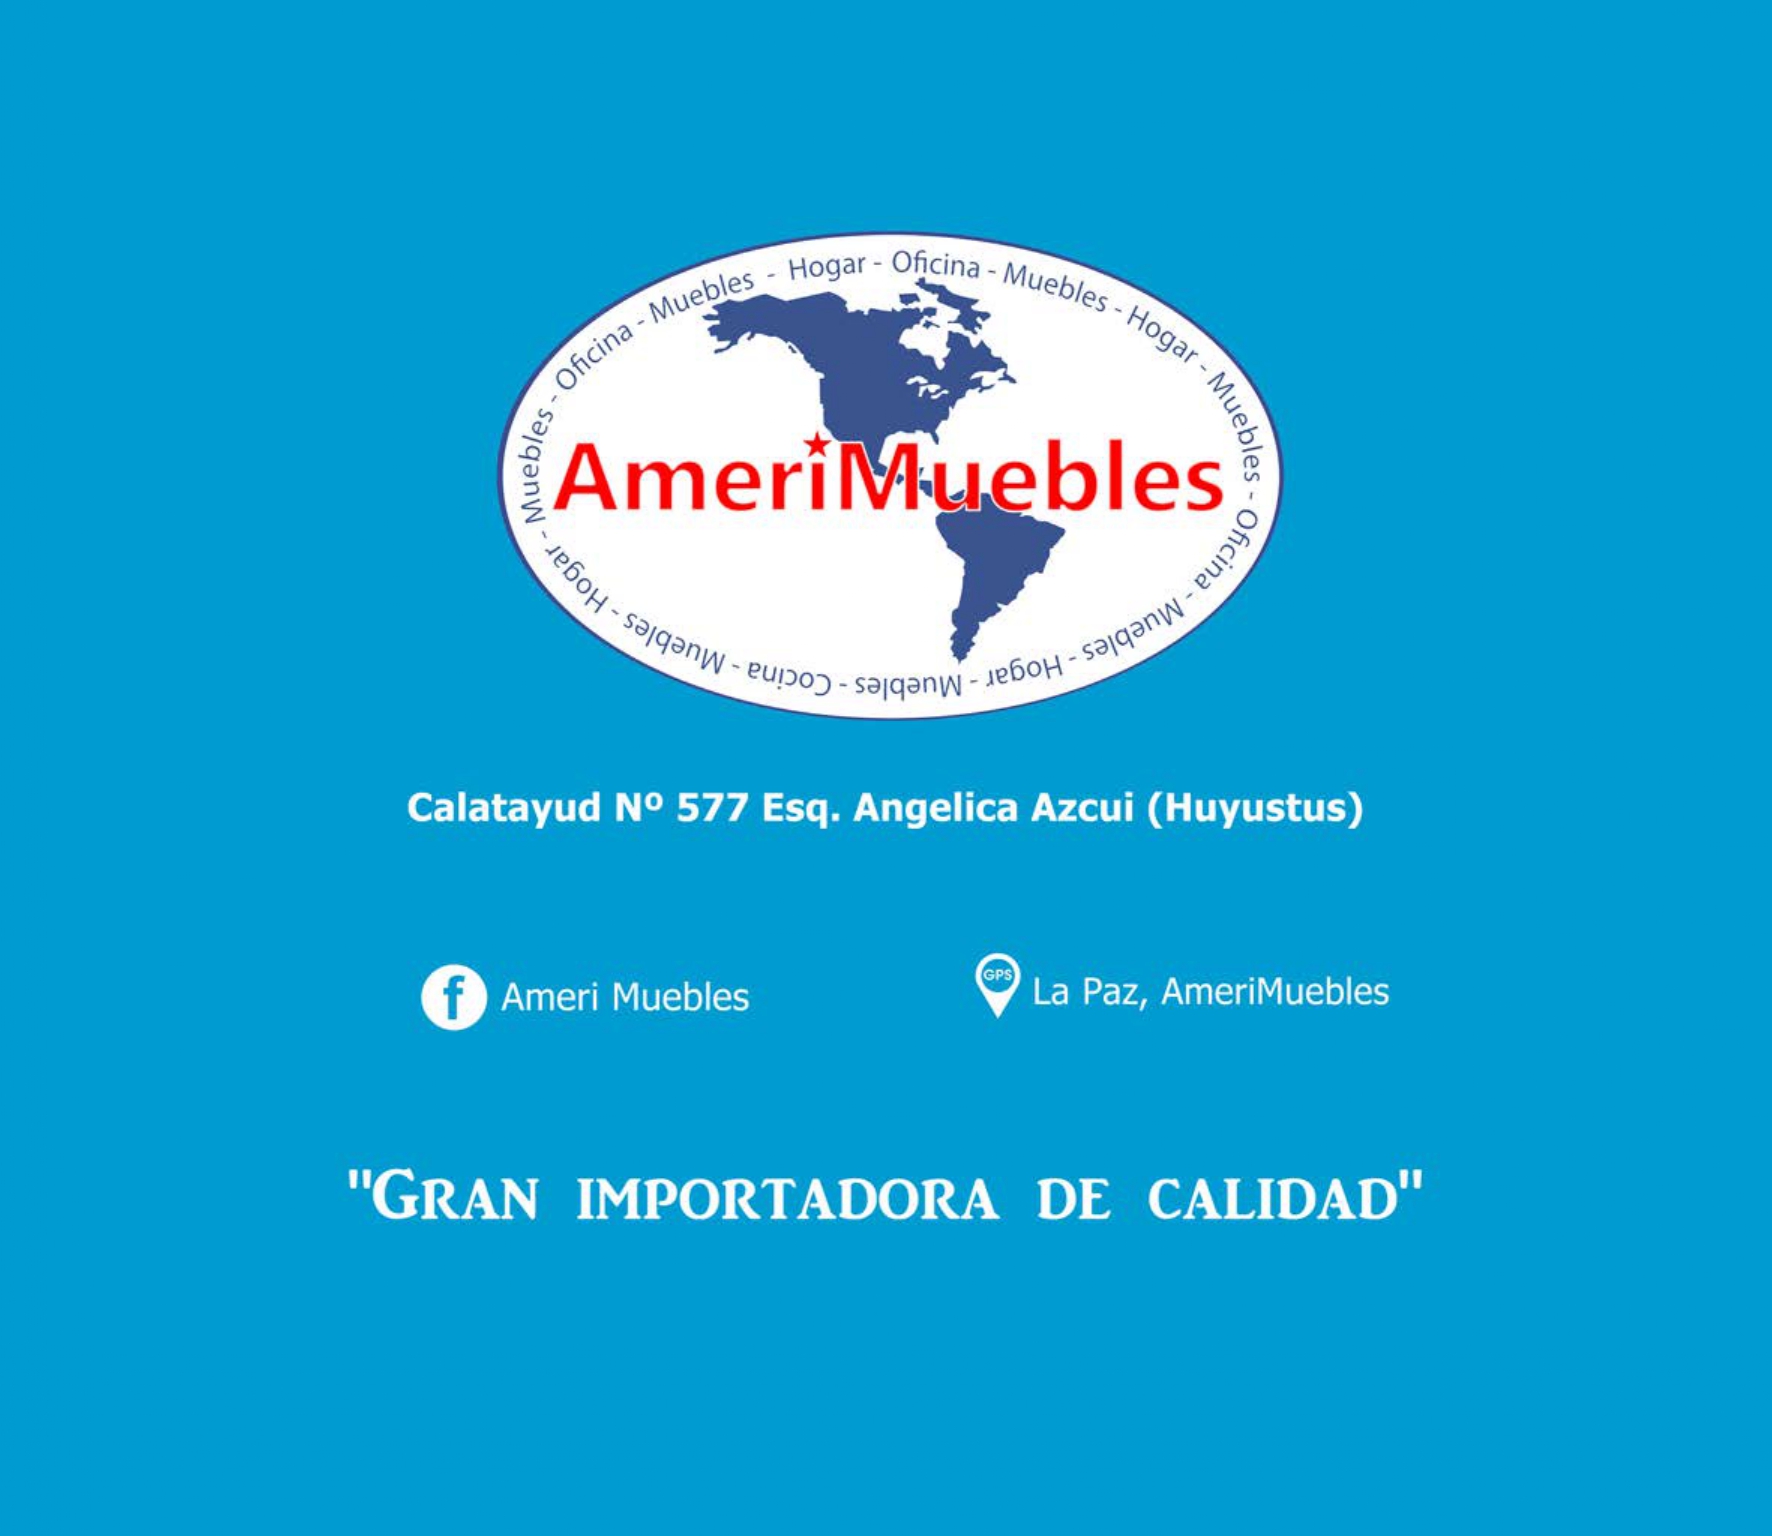 Muebles - Oficina - Muebles - Hogar - Oficina - Muebles - Hogar - Muebles - Oficina - Muebles - Hogar - Muebles - Cocina - Muebles - Hogar -
AmeriMuebles
Calatayud Nº 577 Esq. Angelica Azcui (Huyustus)
f Ameri Muebles
GPS La Paz, AmeriMuebles
"GRAN IMPORTADORA DE CALIDAD"